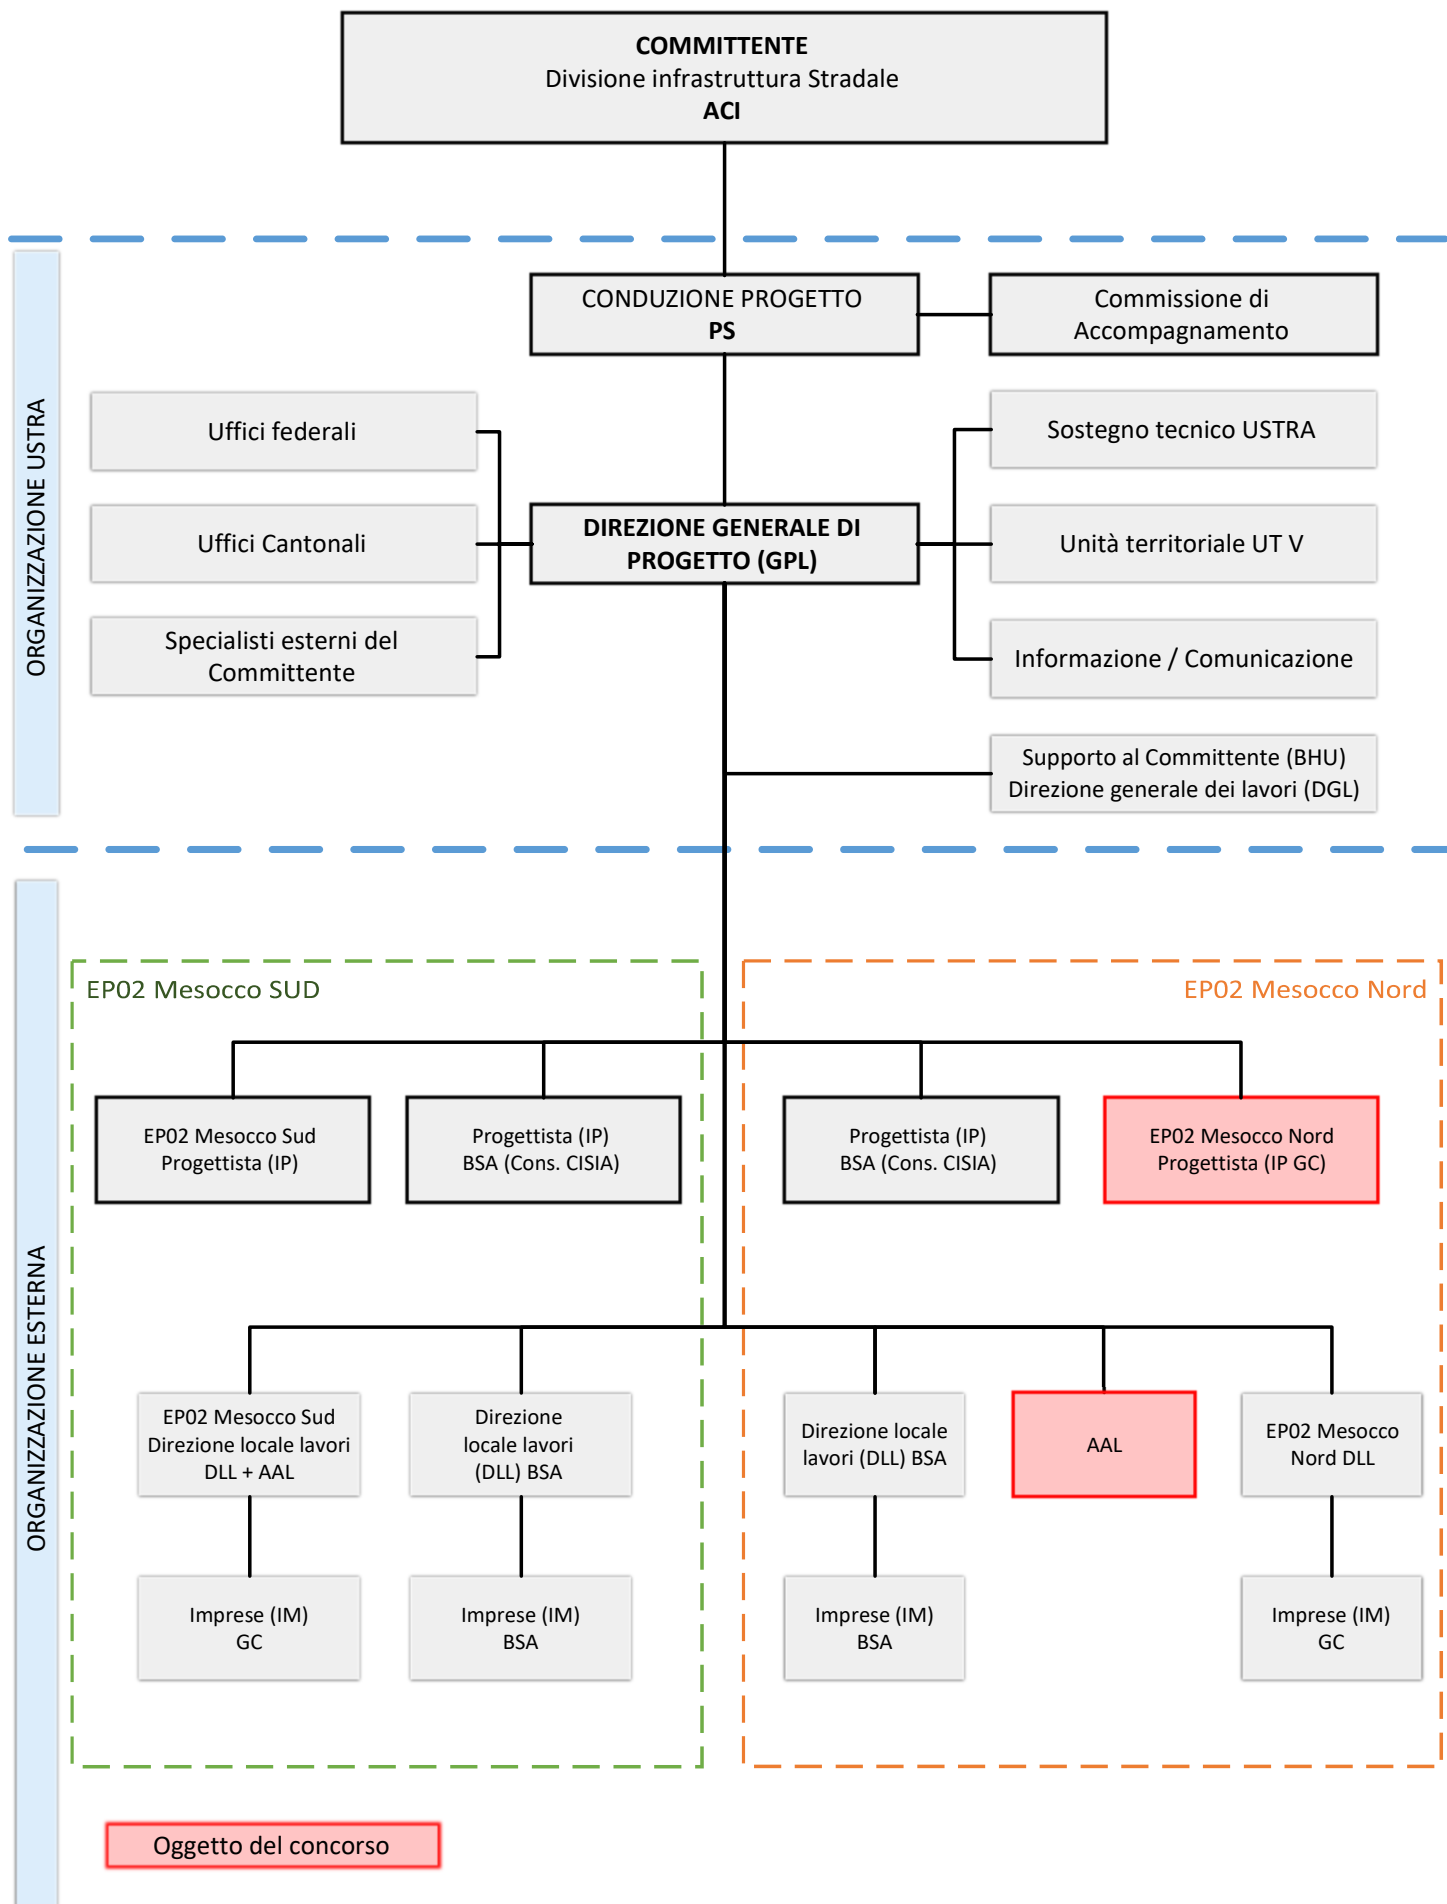 COMMITTENTE
Divisione infrastruttura Stradale
ACI
ORGANIZZAZIONE USTRA
CONDUZIONE PROGETTO
PS
Commissione di
Accompagnamento
Uffici federali
Sostegno tecnico USTRA
Uffici Cantonali
DIREZIONE GENERALE DI
PROGETTO (GPL)
Unità territoriale UT V
Specialisti esterni del
Committente
Informazione / Comunicazione
Supporto al Committente (BHU)
Direzione generale dei lavori (DGL)
ORGANIZZAZIONE ESTERNA
EP02 Mesocco SUD
EP02 Mesocco Nord
EP02 Mesocco Sud
Progettista (IP)
Progettista (IP)
BSA (Cons. CISIA)
Progettista (IP)
BSA (Cons. CISIA)
EP02 Mesocco Nord
Progettista (IP GC)
EP02 Mesocco Sud
Direzione locale lavori
DLL + AAL
Direzione
locale lavori
(DLL) BSA
Direzione locale
lavori (DLL) BSA
AAL
EP02 Mesocco
Nord DLL
Imprese (IM)
GC
Imprese (IM)
BSA
Imprese (IM)
BSA
Imprese (IM)
GC
Oggetto del concorso